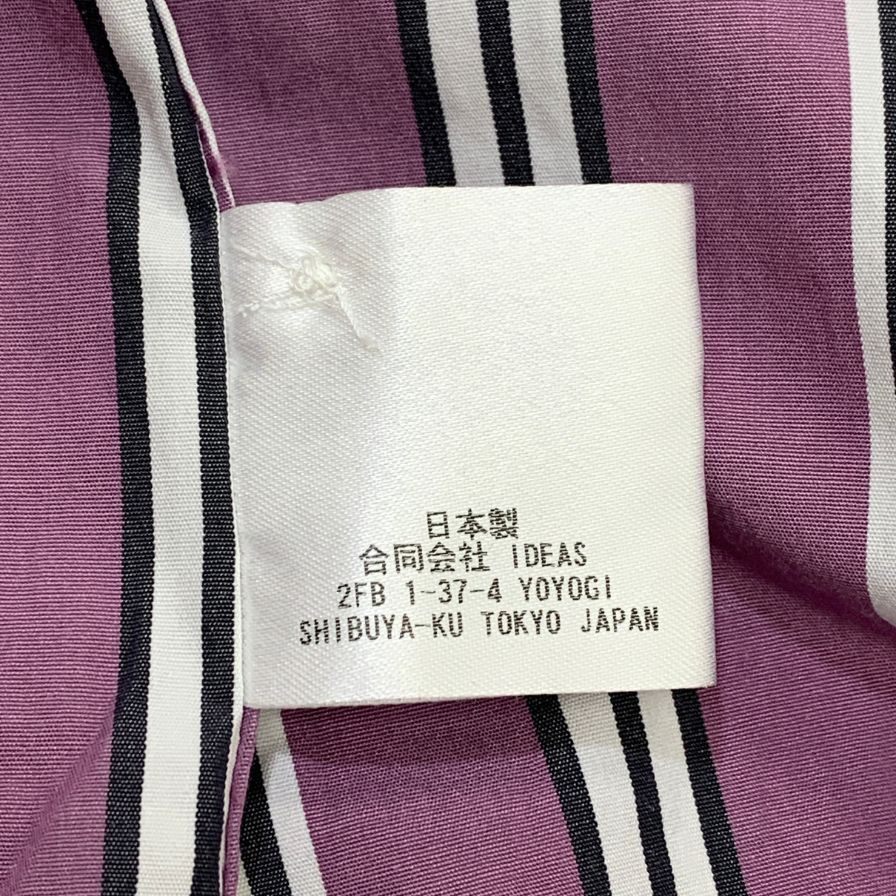 日本製
合同会社 IDEAS
2FB 1-37-4 YOYOGI
SHIBUYA-KU TOKYO JAPAN